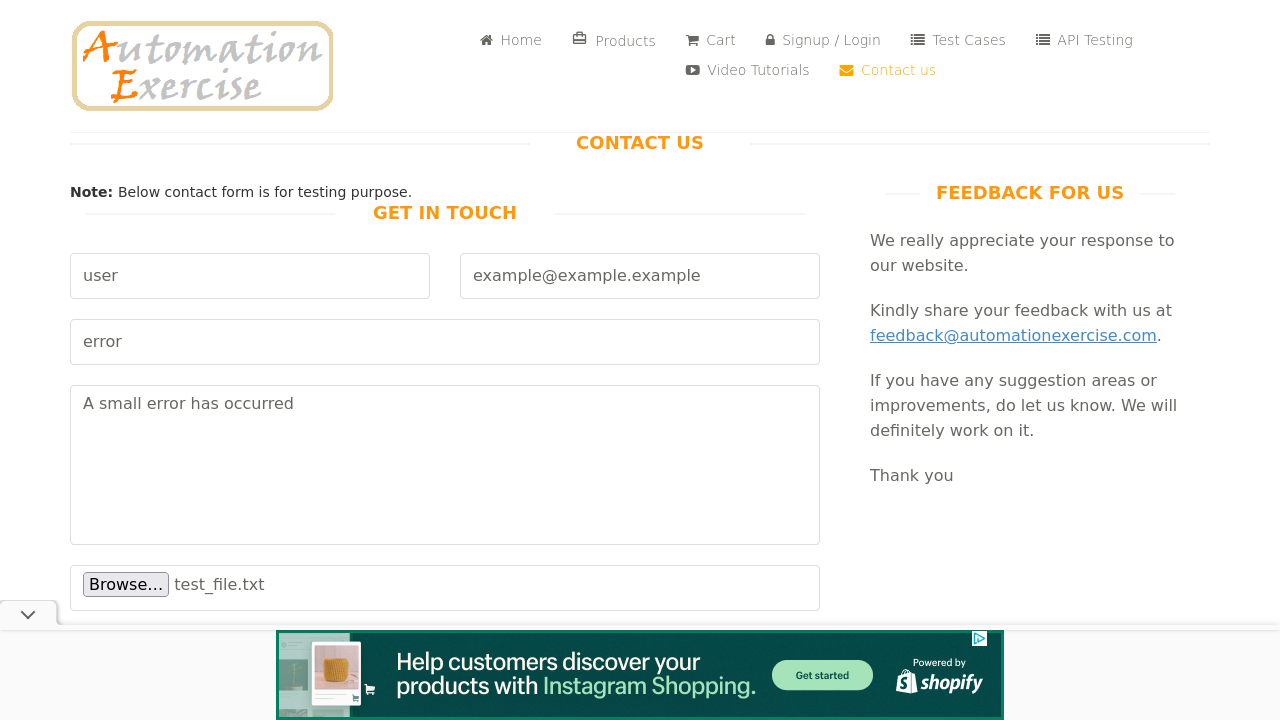 Automation
Exercise
Home
Products
Cart
Signup / Login
Test Cases
API Testing
Video Tutorials
Contact us
CONTACT US
Note: Below contact form is for testing purpose.
GET IN TOUCH
user
example@example.example
error
A small error has occurred
Browse...
test_file.txt
FEEDBACK FOR US
We really appreciate your response to
our website.
Kindly share your feedback with us at
feedback@automationexercise.com.
If you have any suggestion areas or
improvements, do let us know. We will
definitely work on it.
Thank you
Help customers discover your
products with Instagram Shopping.
Get started
Powered by
shopify